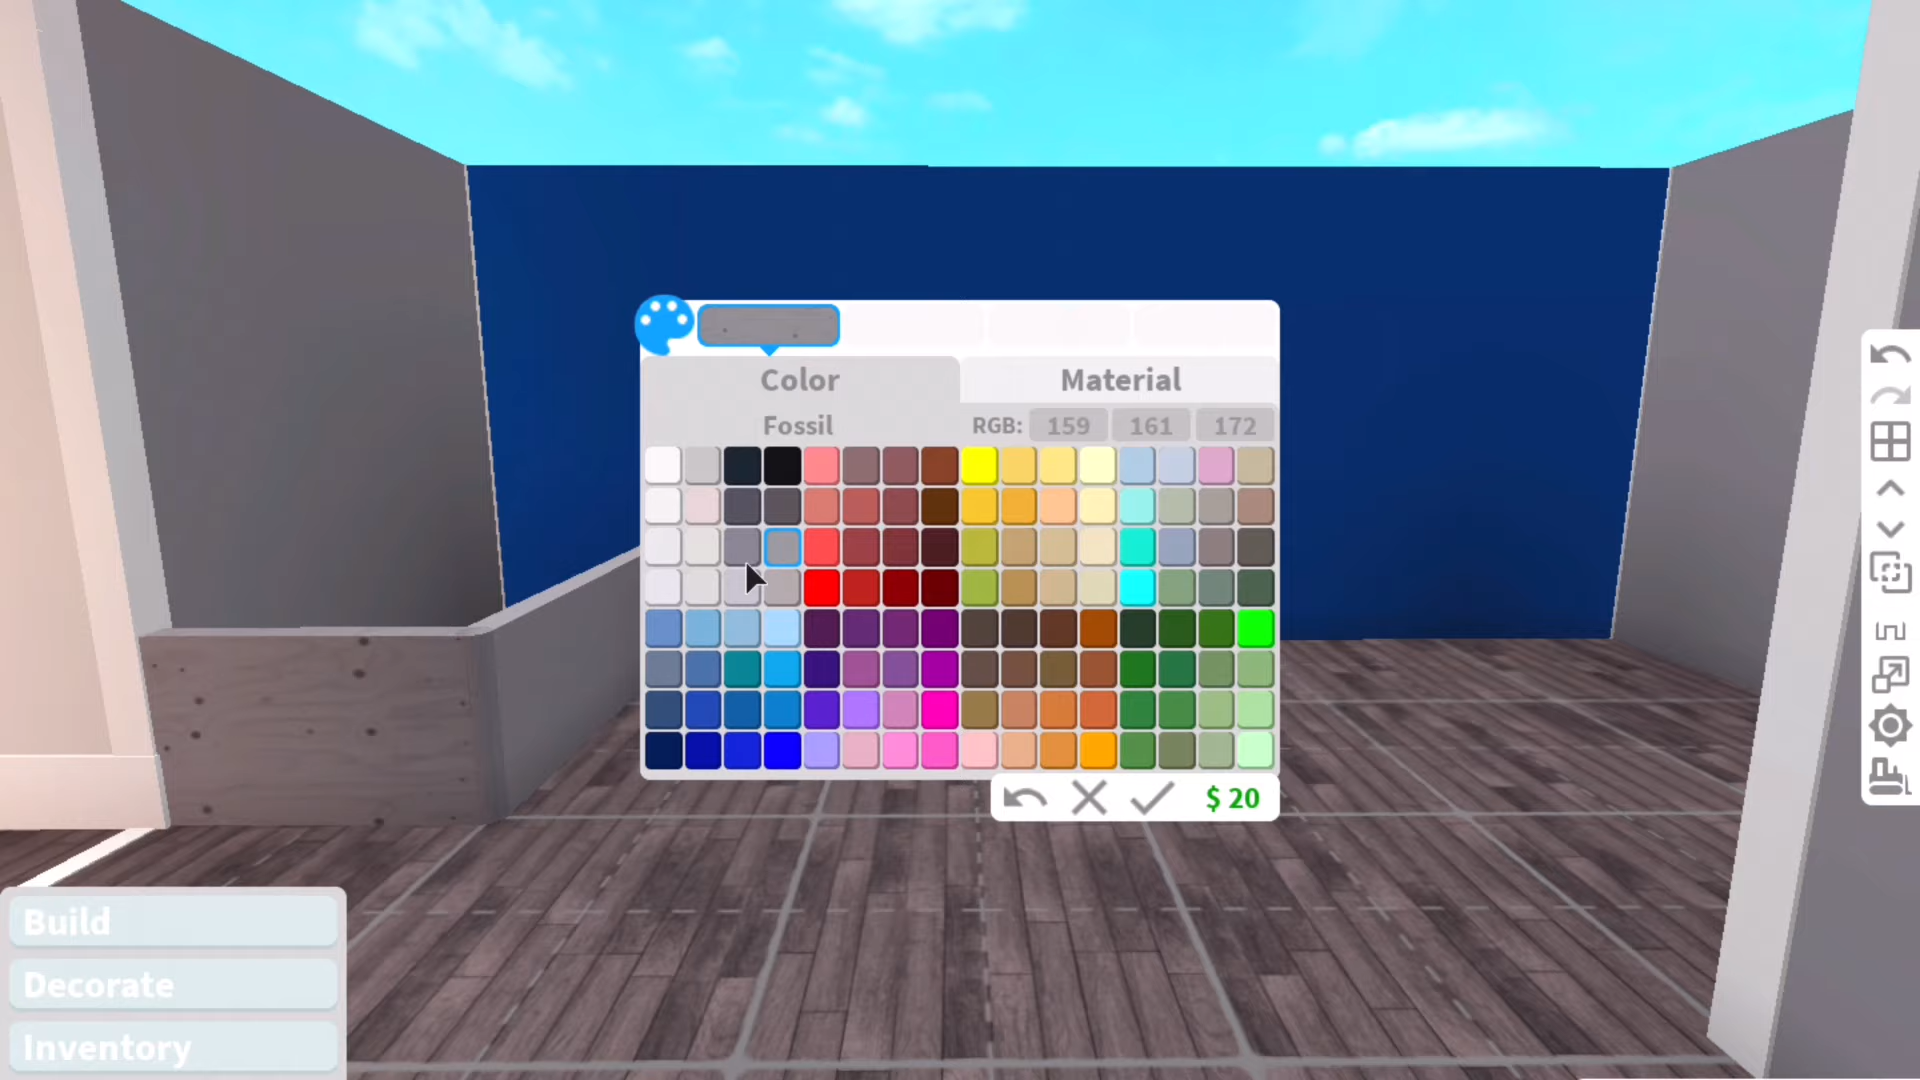 Color
Material
Fossil
RGB: 159 161 172
$ 20
Build
Decorate
Inventory